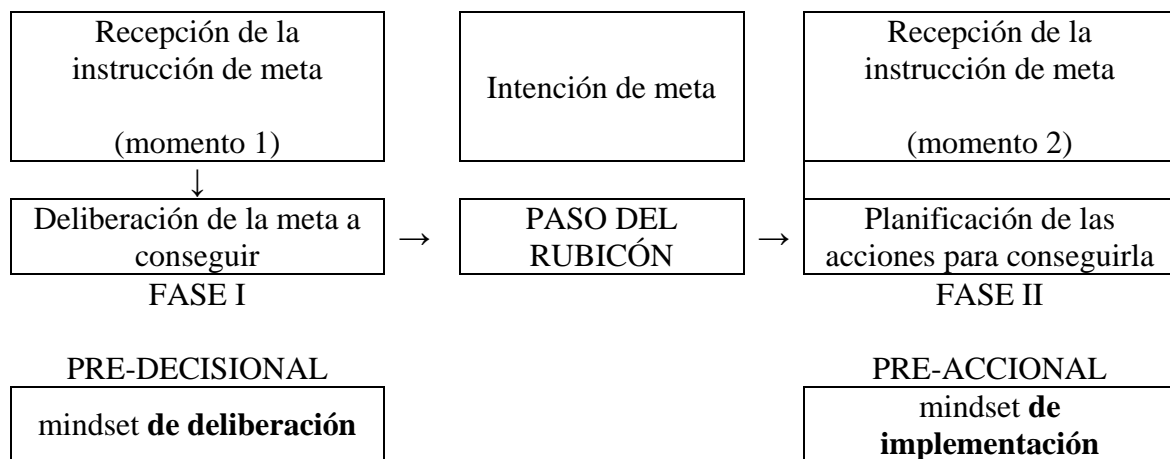 Recepción de la
instrucción de meta
(momento 1)
Intención de meta
Recepción de la
instrucción de meta
(momento 2)
↓
Deliberación de la meta a
conseguir
→
PASO DEL
RUBICÓN
→
Planificación de las
acciones para conseguirla
FASE I
FASE II
PRE-DECISIONAL
PRE-ACCIONAL
mindset de deliberación
mindset de
implementación